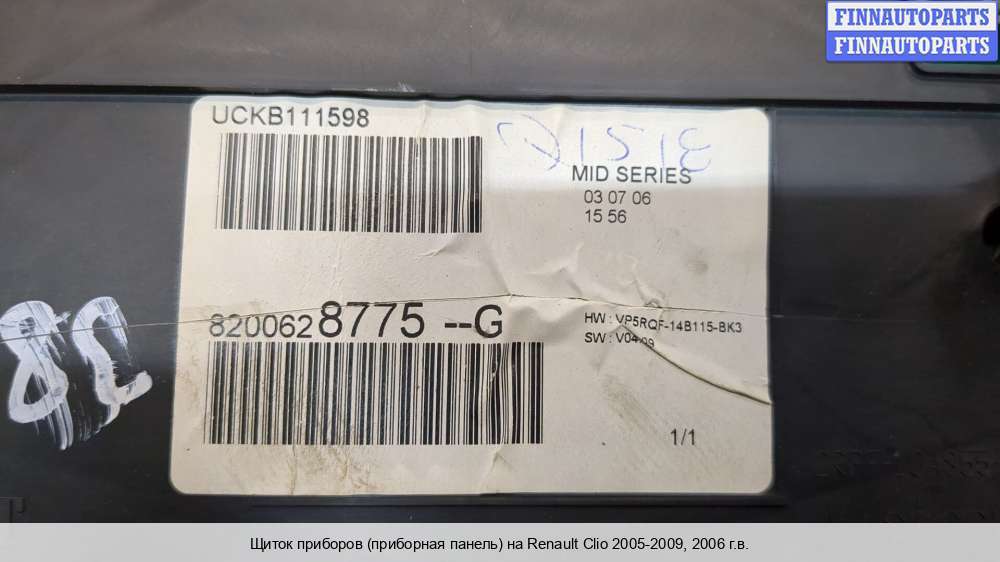 FINNAUTOPARTS
FINNAUTOPARTS
UCKB111598
MID SERIES
03 07 06
15 56
8200628775 --G
HW : VP5RQF-14B115-BK3
SW : V04.09
1/1
Щиток приборов (приборная панель) на Renault Clio 2005-2009, 2006 г.в.